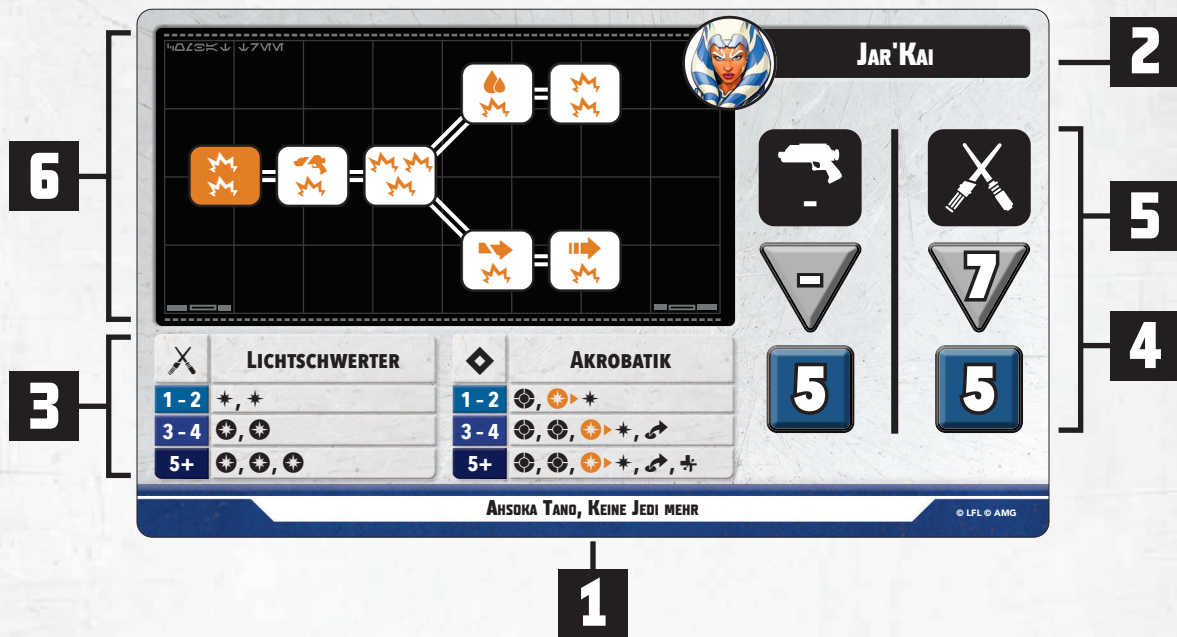 Jar'Kai
2
6
5
-
-
7
4
5
5
3
Lichtschwerter
Akrobatik
1 - 2
1 - 2
3 - 4
3 - 4
5+
5+
Ahsoka Tano, Keine Jedi mehr
© LFL © AMG
1